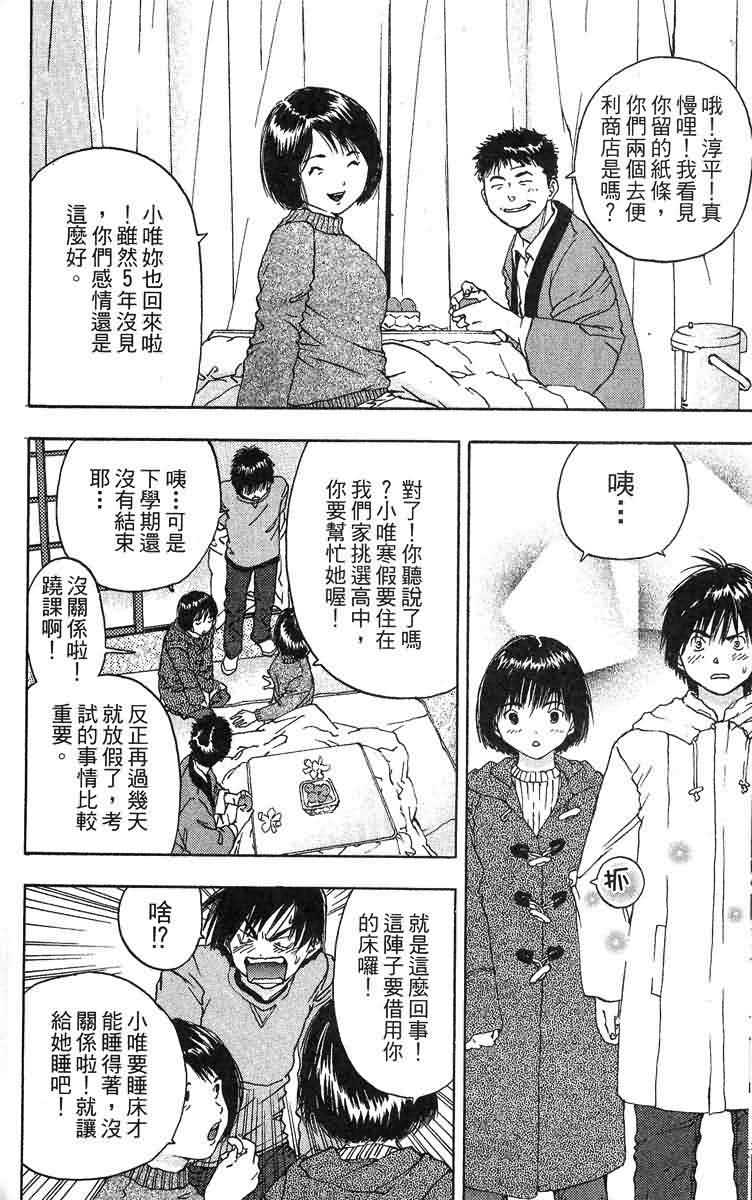 哦！淳平！真
慢哩！我看見
你留的紙條，
你們兩個去便
利商店是嗎？
小唯妳也回來啦
！雖然5年沒見
，你們感情還是
這麼好。
咦…
抓
對了！你聽說了嗎
？小唯寒假要住在
我們家挑選高中，
你要幫忙她喔！
咦…可是
下學期還
沒有結束
耶…
沒關係啦！
蹺課啊！
反正再過幾天
就放假了，考
試的事情比較
重要。
就是這麼回事！
這陣子要借用你
的床囉！
啥!?
小唯要睡床才
能睡得著，沒
關係啦！就讓
給她睡吧！